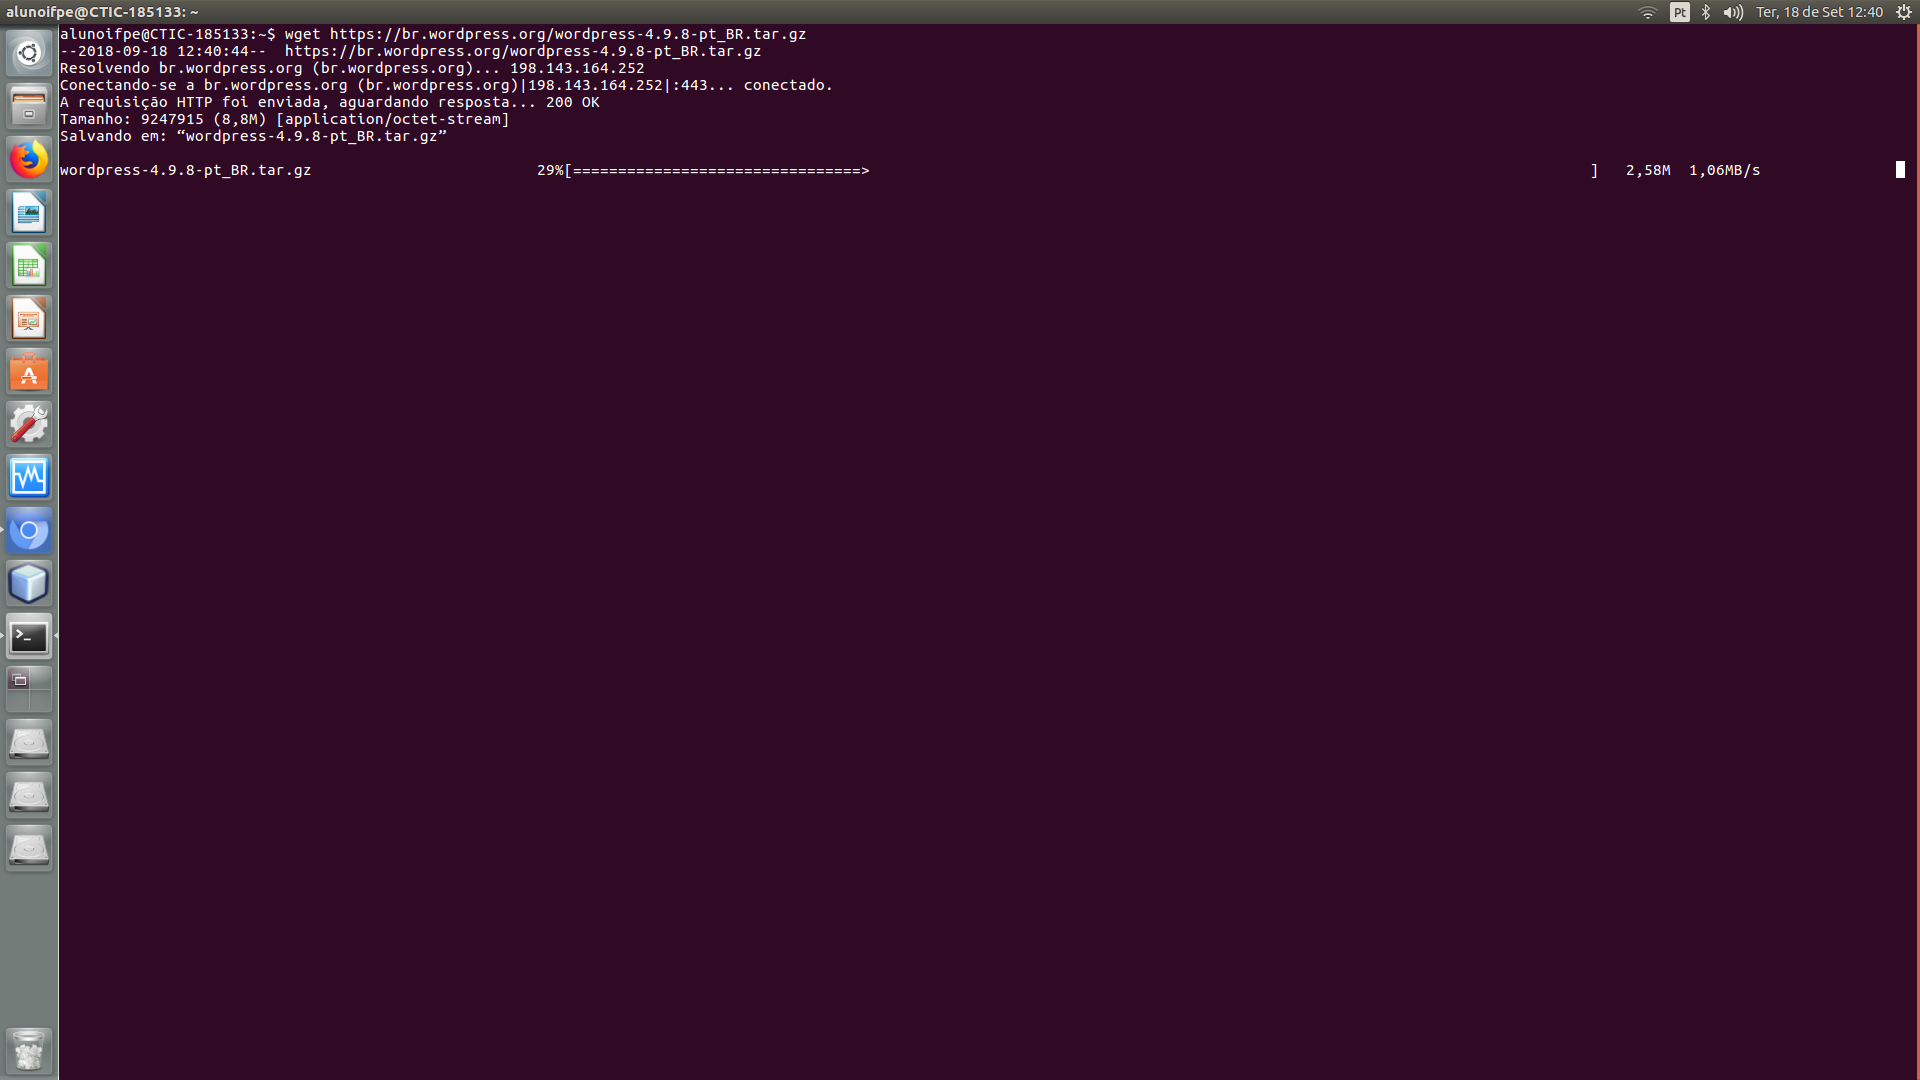 alunoifpe@CTIC-185133: ~
Pt
Ter, 18 de Set 12:40
alunoifpe@CTIC-185133:~$ wget https://br.wordpress.org/wordpress-4.9.8-pt_BR.tar.gz
--2018-09-18 12:40:44--  https://br.wordpress.org/wordpress-4.9.8-pt_BR.tar.gz
Resolvendo br.wordpress.org (br.wordpress.org)... 198.143.164.252
Conectando-se a br.wordpress.org (br.wordpress.org)|198.143.164.252|:443... conectado.
A requisição HTTP foi enviada, aguardando resposta... 200 OK
Tamanho: 9247915 (8,8M) [application/octet-stream]
Salvando em: “wordpress-4.9.8-pt_BR.tar.gz”
wordpress-4.9.8-pt_BR.tar.gz 29%[================================> ] 2,58M 1,06MB/s